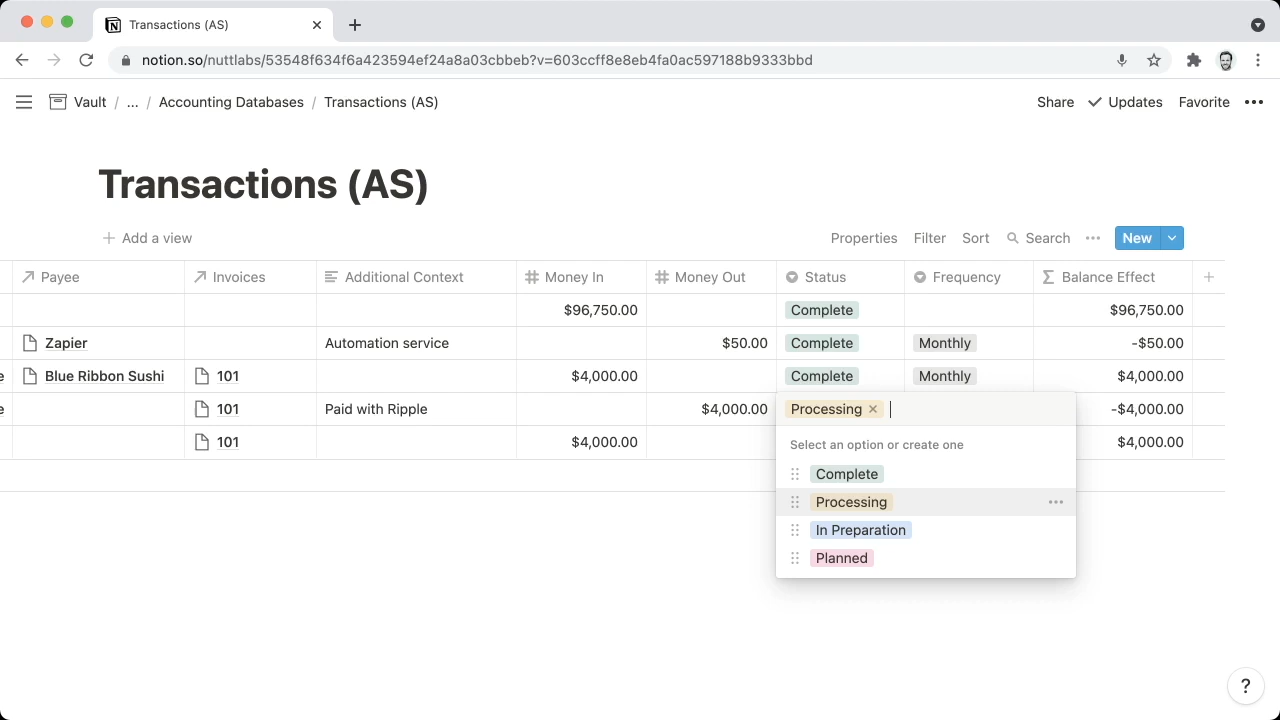 Transactions (AS)
notion.so/nuttlabs/53548f634f6a423594ef24a8a03cbbeb?v=603ccff8e8eb4fa0ac597188b9333bbd
Vault / ... / Accounting Databases / Transactions (AS)
Share Updates Favorite
Transactions (AS)
Add a view Properties Filter Sort Search New
Payee Invoices Additional Context Money In Money Out Status Frequency Balance Effect
$96,750.00 Complete $96,750.00
Zapier Automation service $50.00 Complete Monthly -$50.00
e Blue Ribbon Sushi 101 $4,000.00 Complete Monthly $4,000.00
e 101 Paid with Ripple $4,000.00 Processing -$4,000.00
101 $4,000.00 $4,000.00
Select an option or create one
Complete
Processing
In Preparation
Planned
?